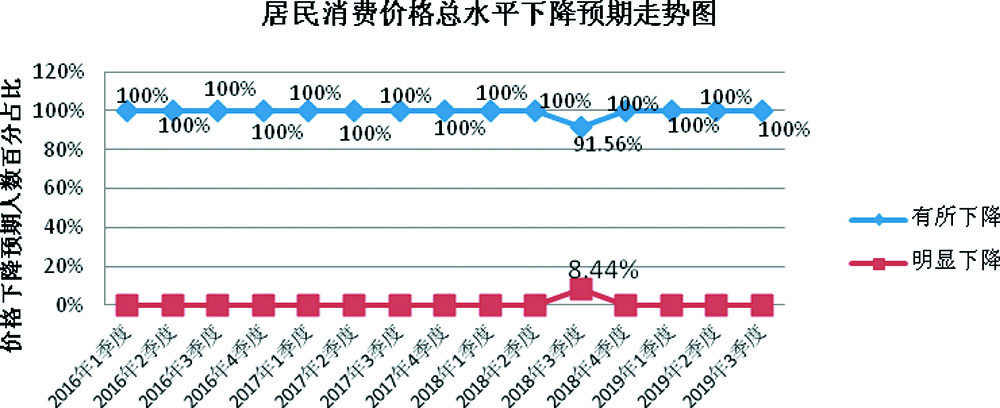 居民消费价格总水平下降预期走势图
价格下降预期人数百分占比
120%
100%
80%
60%
40%
20%
0%
100%
100%
100%
100%
100%
100%
100%
100%
100%
100%
91.56%
100%
100%
100%
100%
8.44%
2016年1季度
2016年2季度
2016年3季度
2016年4季度
2017年1季度
2017年2季度
2017年3季度
2017年4季度
2018年1季度
2018年2季度
2018年3季度
2018年4季度
2019年1季度
2019年2季度
2019年3季度
有所下降
明显下降